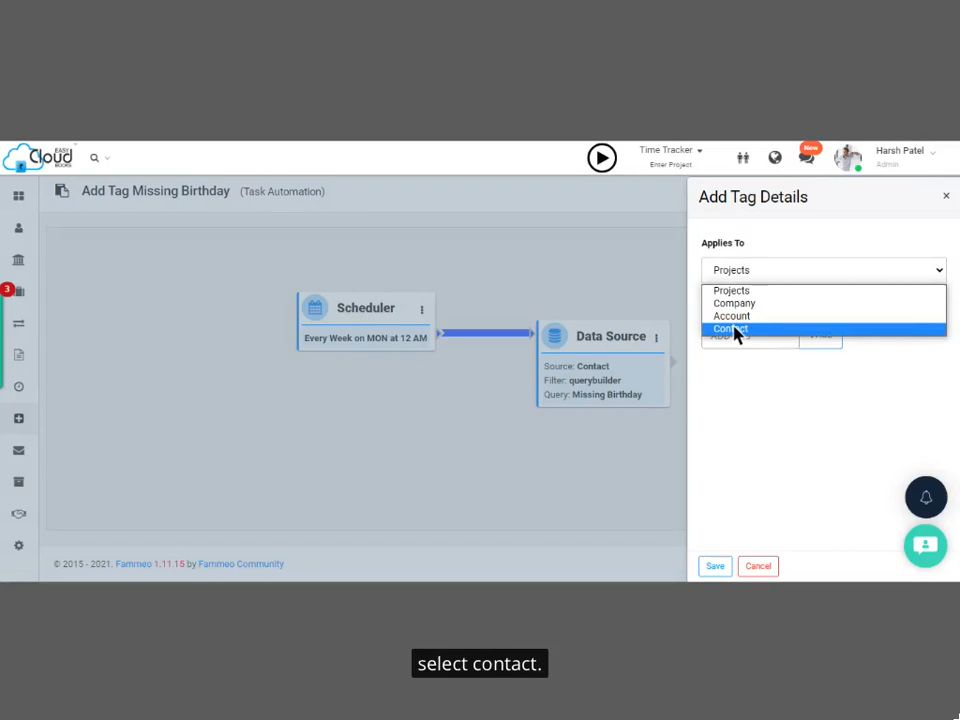 EASY
Cloud
BOOKS
Time Tracker
Enter Project
New
Harsh Patel
Admin
Add Tag Missing Birthday (Task Automation)
Add Tag Details
×
Applies To
Projects
Projects
Company
Account
Contact
3
Scheduler
Every Week on MON at 12 AM
Data Source
Source: Contact
Filter: querybuilder
Query: Missing Birthday
© 2015 - 2021. Fammeo 1.11.15 by Fammeo Community
Save
Cancel
select contact.